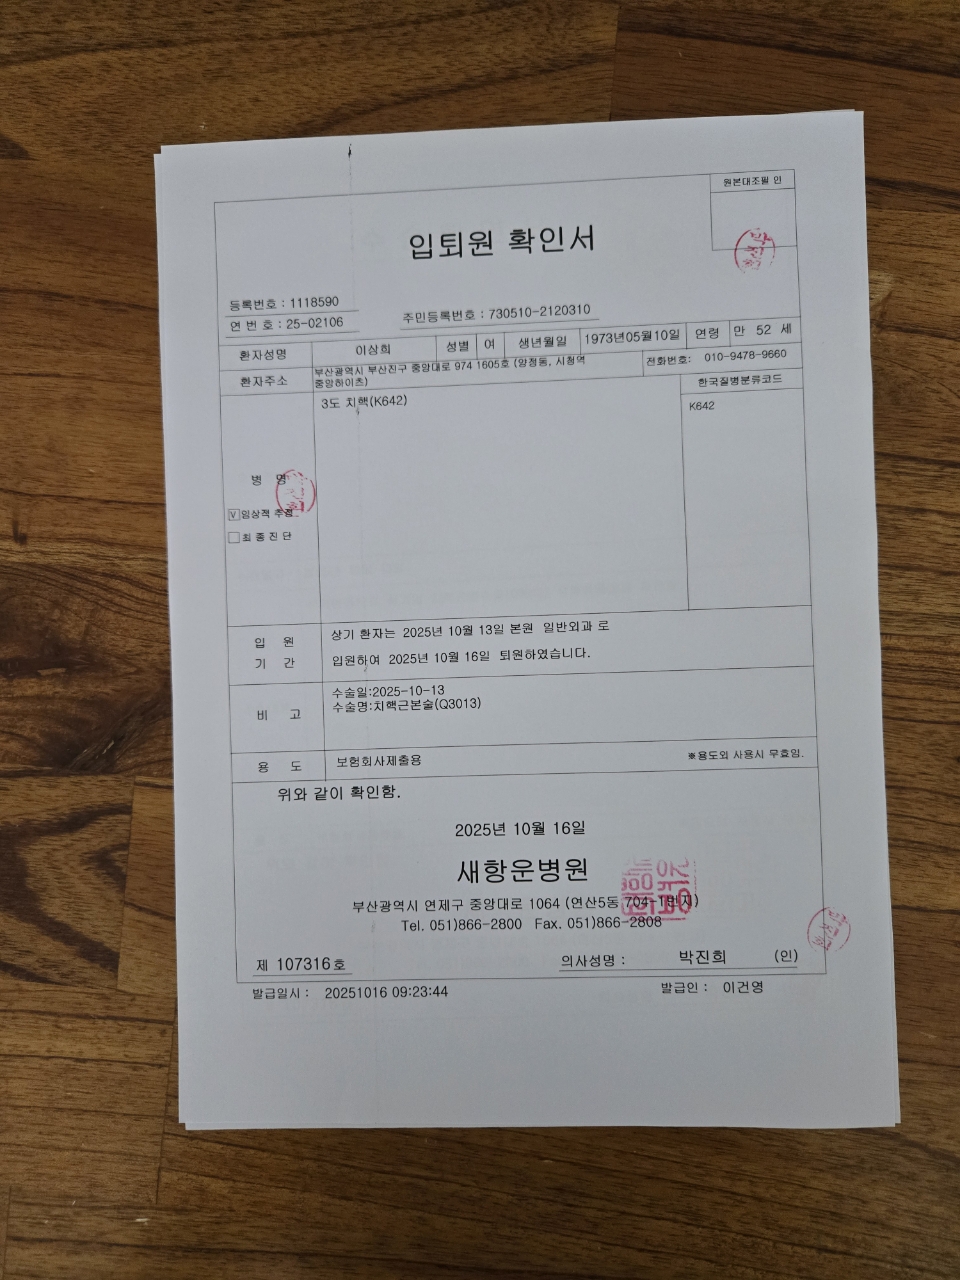 원본대조필 인
입퇴원 확인서
등록번호 : 1118590
연 번 호 : 25-02106
주민등록번호 : 730510-2120310
환자성명 이상희 성별 여 생년월일 1973년05월10일 연령 만 52 세
환자주소 부산광역시 부산진구 중앙대로 974 1605호 (양정동, 시청역
중앙하이츠)
전화번호: 010-9478-9660
한국질병분류코드
3도 치핵(K642)
K642
병 명
V 임상적 추정
최 종 진 단
입 원
기 간
상기 환자는 2025년 10월 13일 본원 일반외과 로
입원하여 2025년 10월 16일 퇴원하였습니다.
비 고
수술일:2025-10-13
수술명:치핵근본술(Q3013)
용 도 보험회사제출용 ※용도외 사용시 무효임.
위와 같이 확인함.
2025년 10월 16일
새항운병원
부산광역시 연제구 중앙대로 1064 (연산5동 704-1번지)
Tel. 051)866-2800 Fax. 051)866-2808
제 107316호
의사성명 : 박진희 (인)
발급일시 : 20251016 09:23:44
발급인 : 이건영